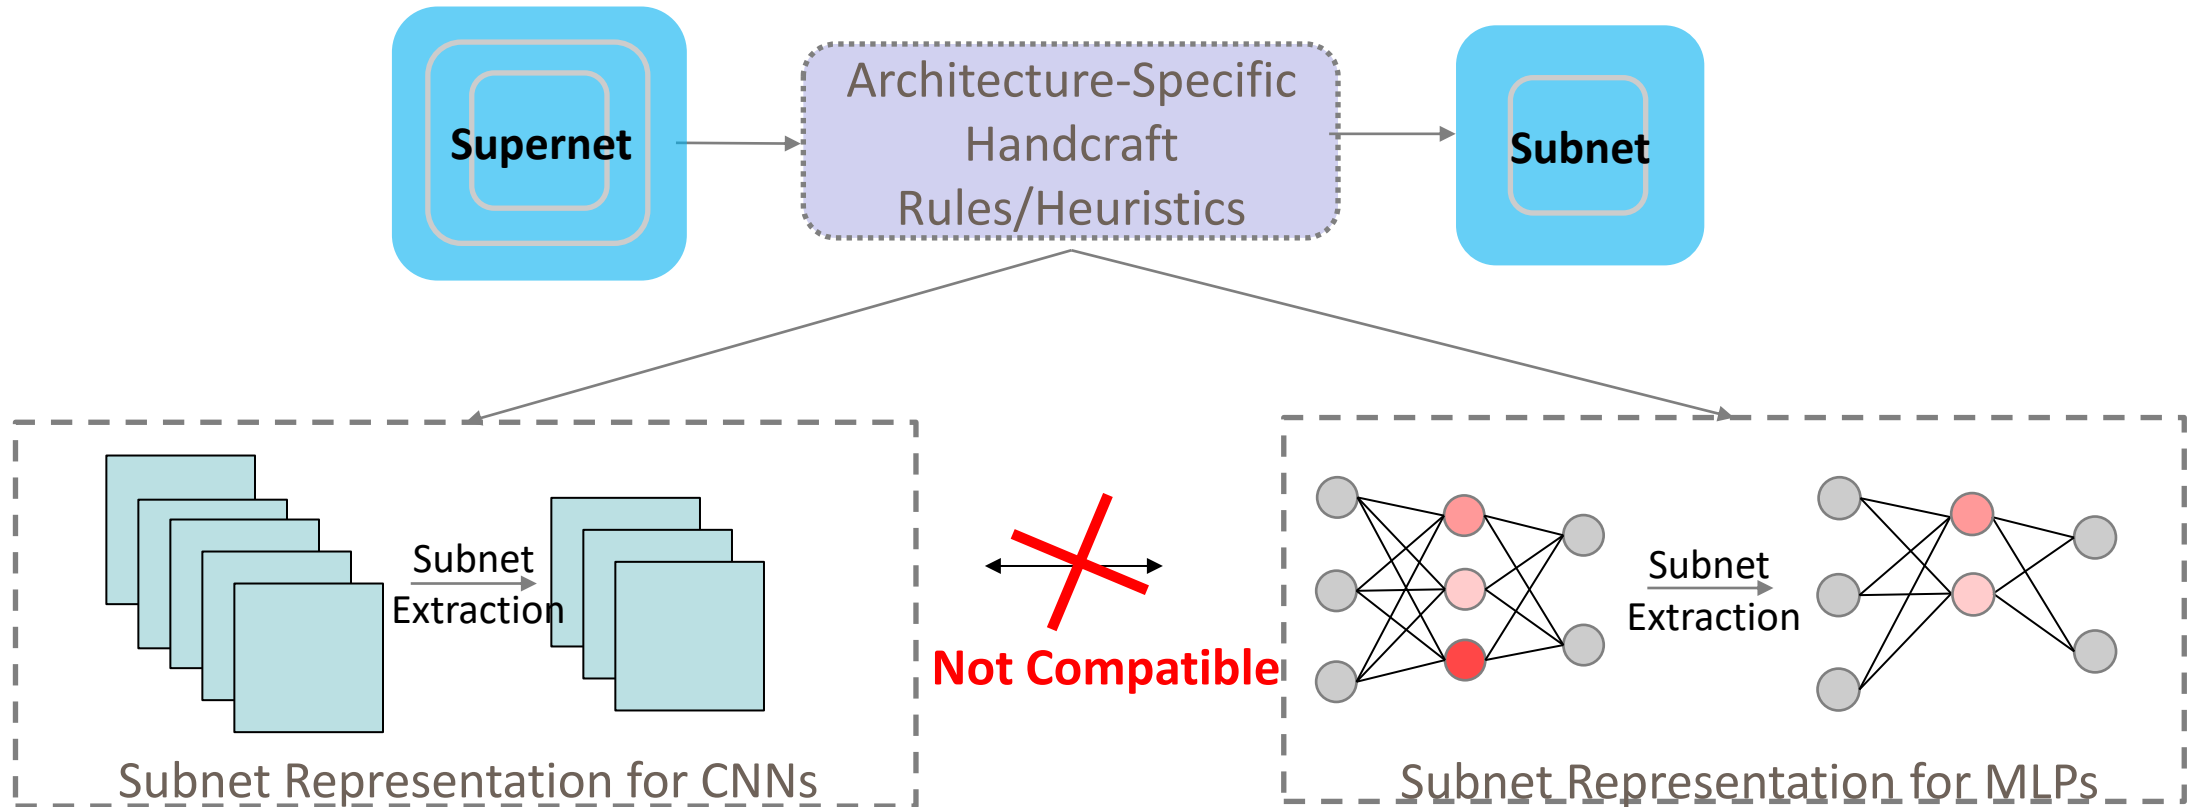 Supernet
Architecture-Specific
Handcraft
Rules/Heuristics
Subnet
Subnet
Extraction
Subnet Representation for CNNs
Not Compatible
Subnet
Extraction
Subnet Representation for MLPs